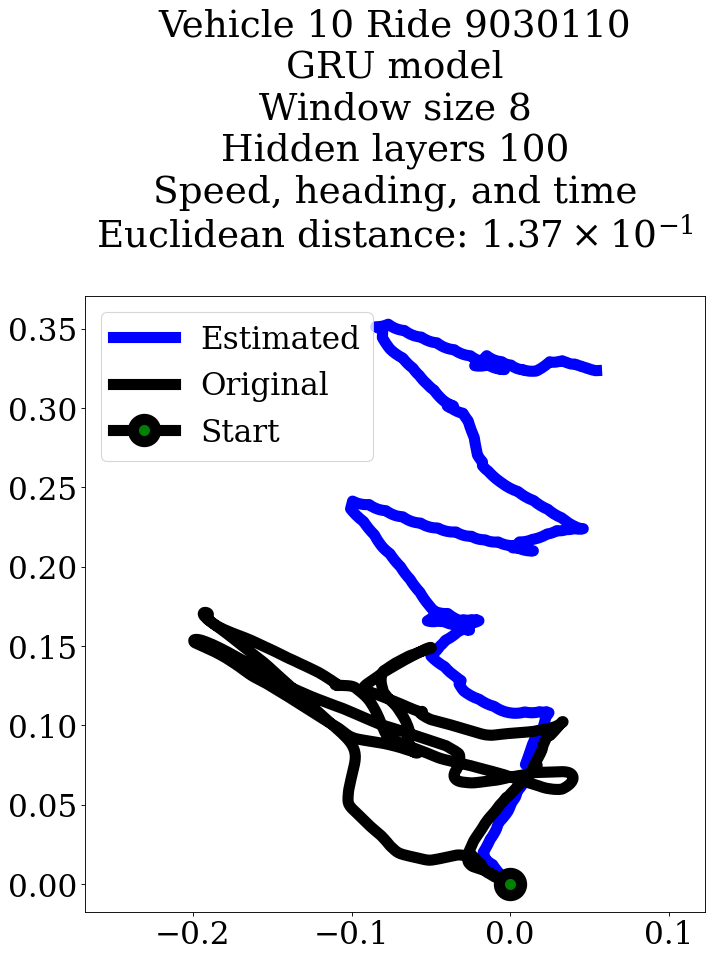 Vehicle 10 Ride 9030110
GRU model
Window size 8
Hidden layers 100
Speed, heading, and time
Euclidean distance: 1.37 × 10⁻¹
Estimated
Original
Start
0.35
0.30
0.25
0.20
0.15
0.10
0.05
0.00
−0.2 −0.1 0.0 0.1